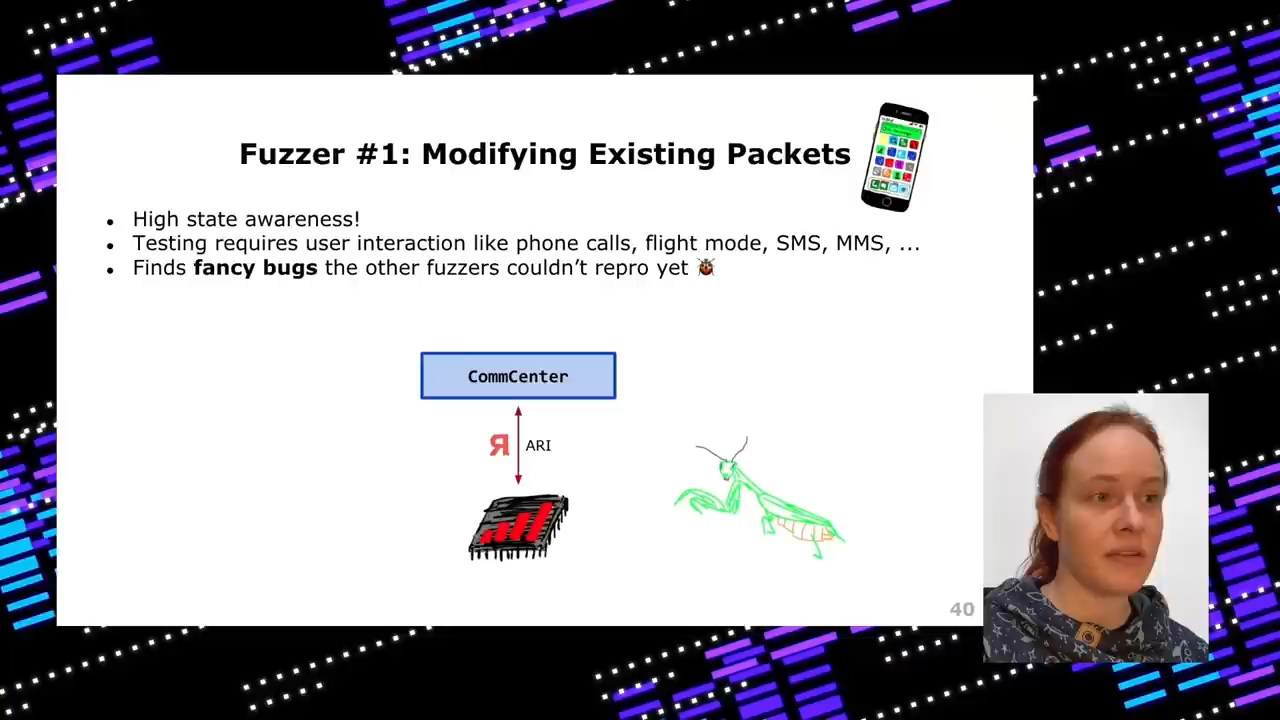 Fuzzer #1: Modifying Existing Packets
● High state awareness!
● Testing requires user interaction like phone calls, flight mode, SMS, MMS, ...
● Finds fancy bugs the other fuzzers couldn't repro yet 🐞
CommCenter
Я ARI
40